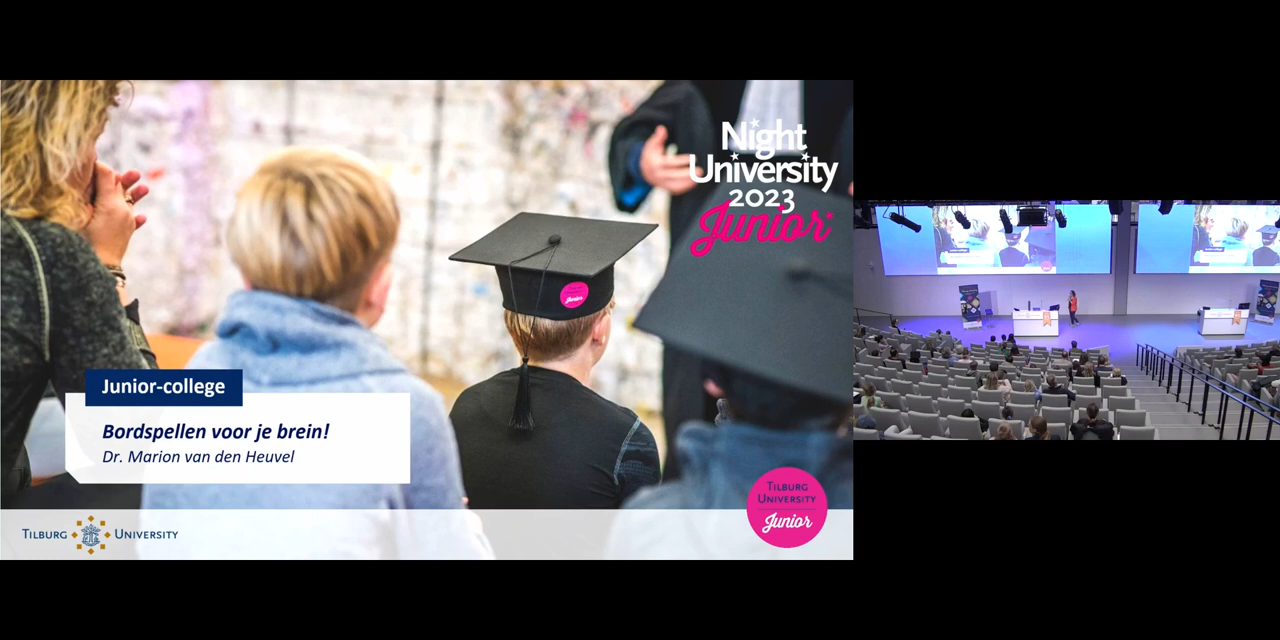 Night
University
2023
Junior
Junior-college
Bordspellen voor je brein!
Dr. Marion van den Heuvel
TILBURG UNIVERSITY
TILBURG
UNIVERSITY
Junior
Junior